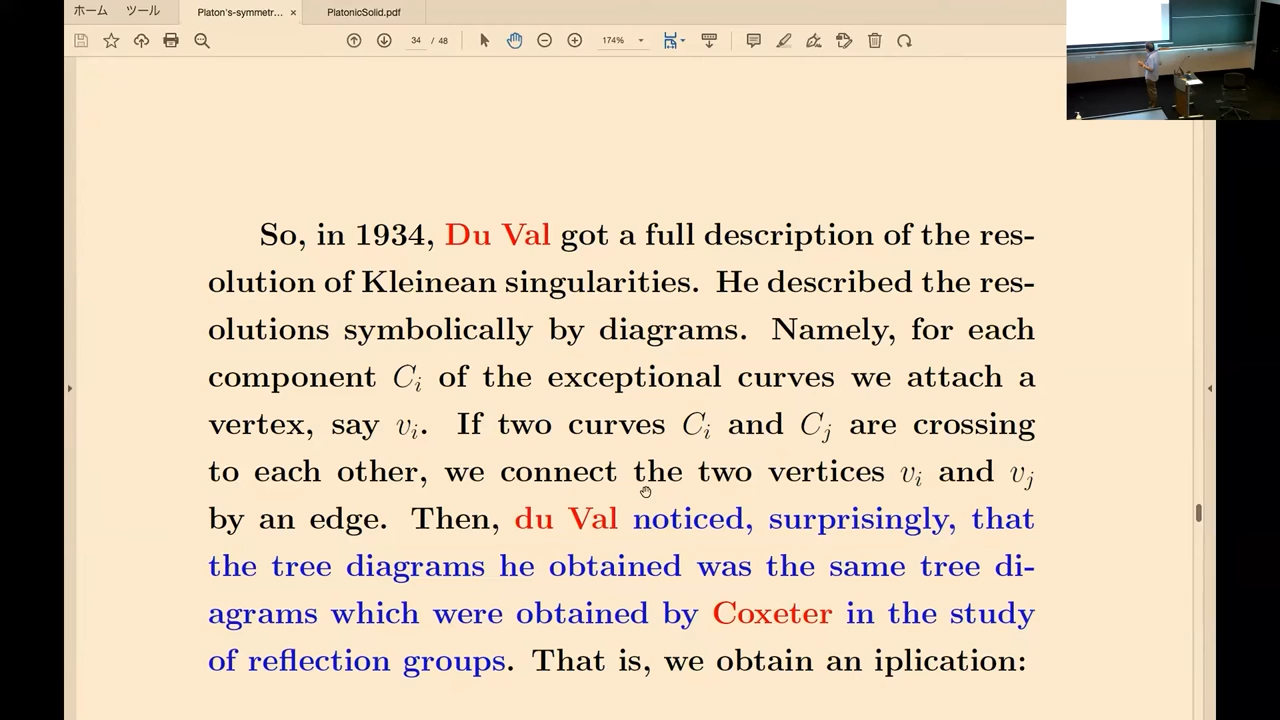 ホーム ツール Platon's-symmetr... × PlatonicSolid.pdf
34 / 48 174%
So, in 1934, Du Val got a full description of the res-
olution of Kleinean singularities. He described the res-
olutions symbolically by diagrams. Namely, for each
component Cᵢ of the exceptional curves we attach a
vertex, say vᵢ. If two curves Cᵢ and Cⱼ are crossing
to each other, we connect the two vertices vᵢ and vⱼ
by an edge. Then, du Val noticed, surprisingly, that
the tree diagrams he obtained was the same tree di-
agrams which were obtained by Coxeter in the study
of reflection groups. That is, we obtain an iplication: